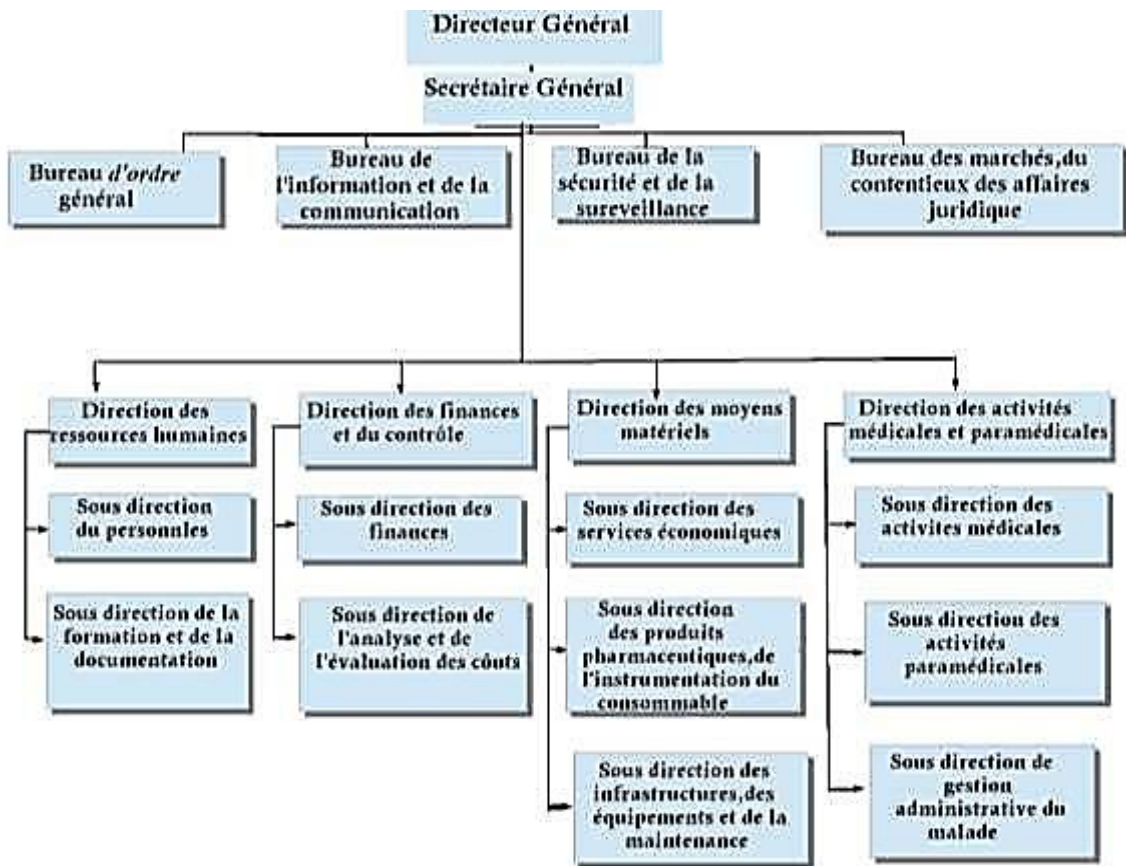 Directeur Général
Secrétaire Général
Bureau d'ordre
général
Bureau de
l'information et de la
communication
Bureau de la
sécurité et de la
sureveillance
Bureau des marchés,du
contentieux des affaires
juridique
Direction des
ressources humaines
Direction des finances
et du contrôle
Direction des moyens
matériels
Direction des activités
médicales et paramédicales
Sous direction
du personnles
Sous direction des
finances
Sous direction des
services économiques
Sous direction des
activites médicales
Sous direction de la
formation et de la
documentation
Sous direction de
l'analyse et de
l'évaluation des côuts
Sous direction
des produits
pharmaceutiques,de
l'instrumentation du
consommable
Sous direction des
activités
paramédicales
Sous direction des
infrastructures,des
équipements et de la
maintenance
Sous direction de
gestion
administrative du
malade